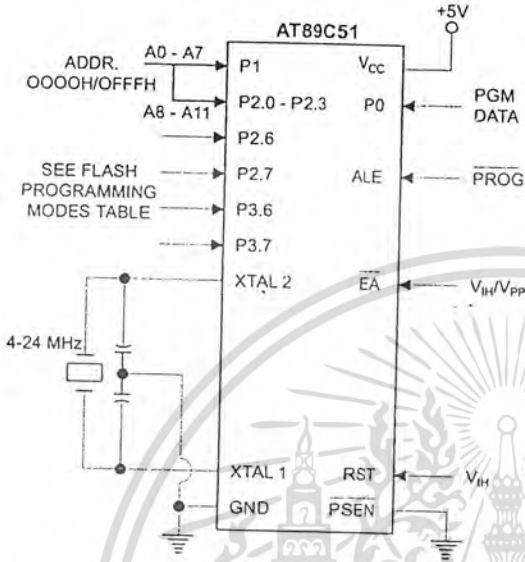 +5V
AT89C51
A0 - A7
ADDR.
OOOOH/OFFFH
A8 - A11
P1
VCC
P2.0 - P2.3
P0
PGM
DATA
P2.6
SEE FLASH
PROGRAMMING
MODES TABLE
P2.7
ALE
PROG
P3.6
P3.7
XTAL 2
EA
VIH/VPP
4-24 MHz
XTAL 1
RST
VIH
GND
PSEN